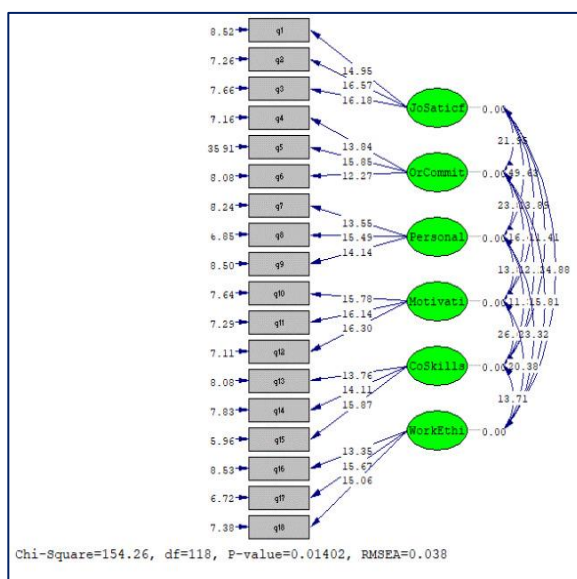 8.52 q1
7.26 q2 14.95
16.57
7.66 q3 16.18 JoSaticf 0.00
7.16 q4
13.84 21.95
35.91 q5 15.85 OrCommit 0.00
8.08 q6 12.27
8.24 q7
13.55
6.85 q8 15.49 Personal 0.00
8.50 q9 14.14
7.64 q10
15.78
7.29 q11 16.14 Motivati 0.00
7.11 q12 16.30
8.08 q13 13.76
7.83 q14 14.11 CoSkills 0.00 20.38
5.96 q15 15.87 13.71
8.53 q16 13.35
6.72 q17 15.67 WorkEthi 0.00
15.06
7.38 q18
Chi-Square=154.26, df=118, P-value=0.01402, RMSEA=0.038